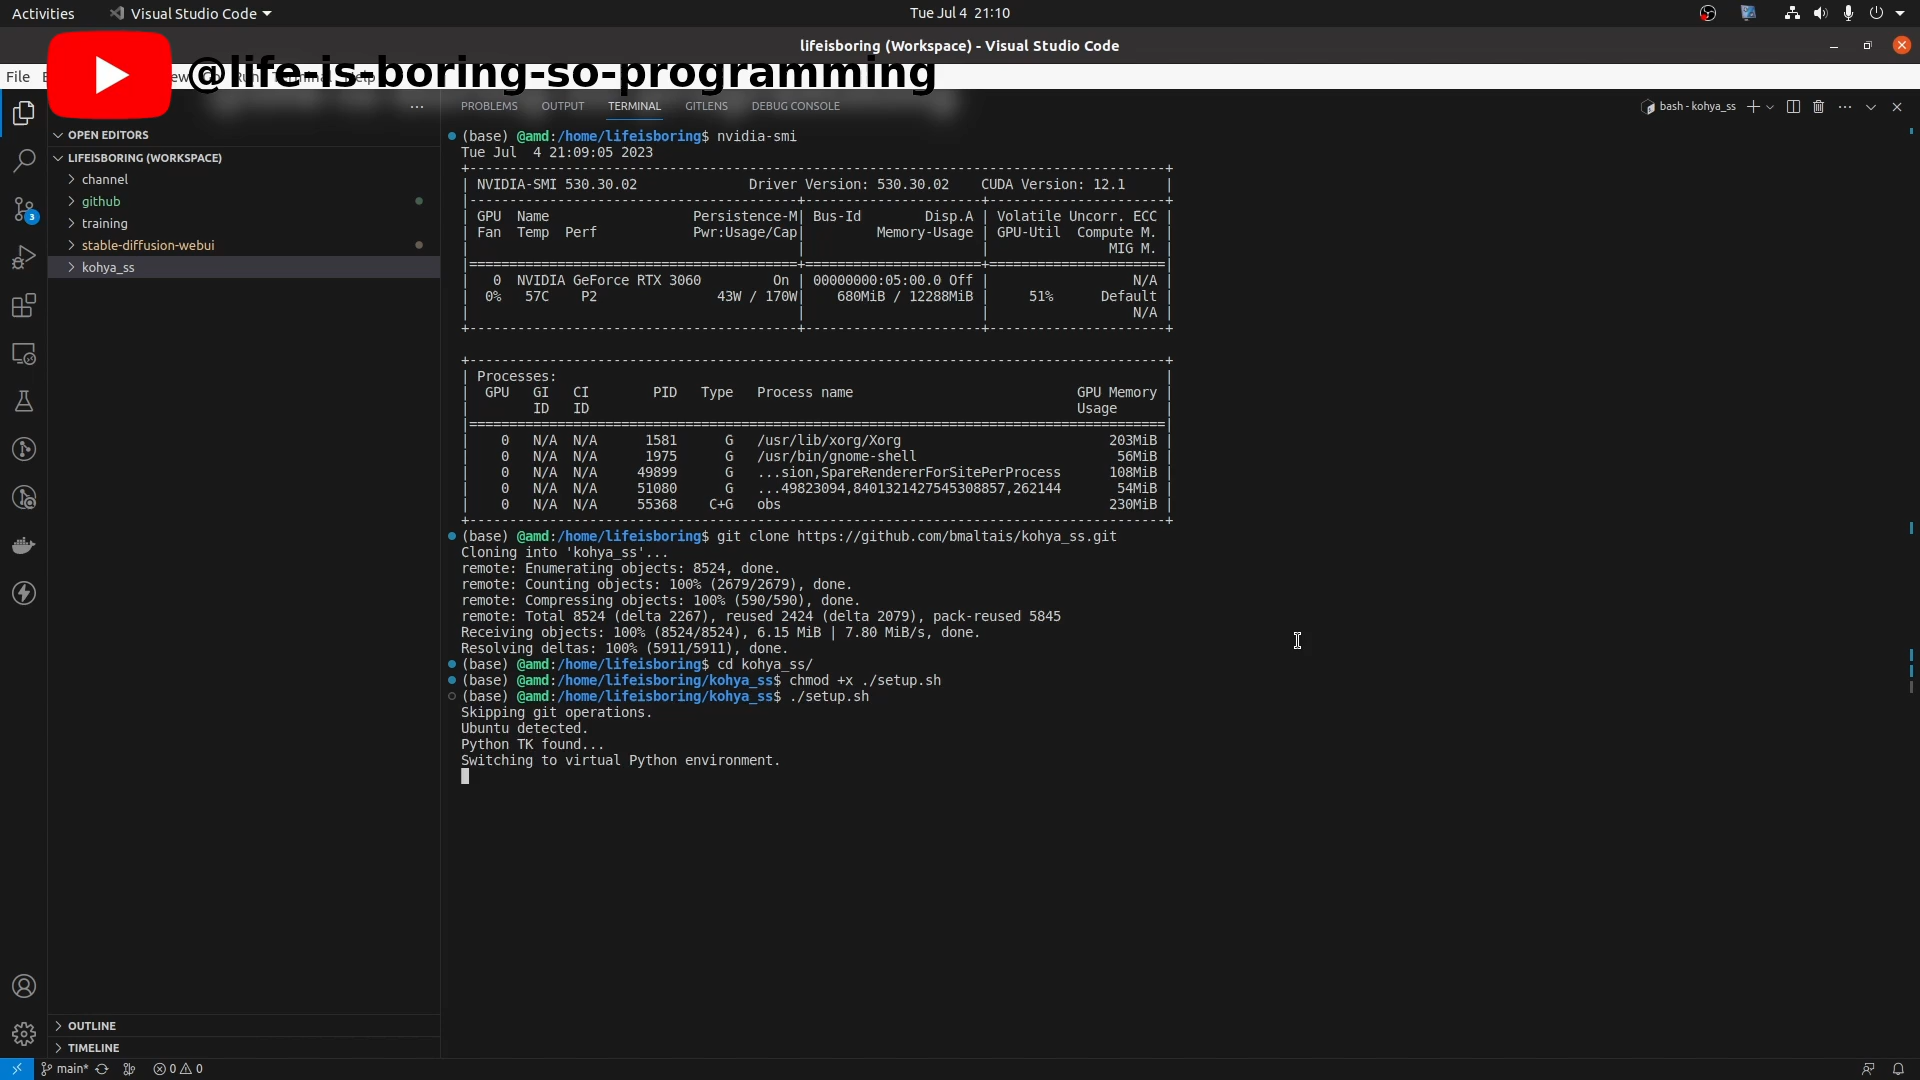 Activities
Visual Studio Code
Tue Jul 4 21:10
lifeisboring (Workspace) - Visual Studio Code
File
@life-is-boring-so-programming
PROBLEMS OUTPUT TERMINAL GITLENS DEBUG CONSOLE
bash - kohya_ss
OPEN EDITORS
LIFEISBORING (WORKSPACE)
channel
github
training
stable-diffusion-webui
kohya_ss
3
(base) @amd:/home/lifeisboring$ nvidia-smi
Tue Jul  4 21:09:05 2023
+---------------------------------------------------------------------------------------+
| NVIDIA-SMI 530.30.02              Driver Version: 530.30.02    CUDA Version: 12.1     |
|-----------------------------------------+----------------------+----------------------+
| GPU  Name                  Persistence-M| Bus-Id        Disp.A | Volatile Uncorr. ECC |
| Fan  Temp  Perf            Pwr:Usage/Cap|         Memory-Usage | GPU-Util  Compute M. |
|                                         |                      |               MIG M. |
|=========================================+======================+======================|
|   0  NVIDIA GeForce RTX 3060         On | 00000000:05:00.0 Off |                  N/A |
|  0%   57C    P2               43W / 170W|    680MiB / 12288MiB |     51%      Default |
|                                         |                      |                  N/A |
+-----------------------------------------+----------------------+----------------------+
+---------------------------------------------------------------------------------------+
| Processes:                                                                            |
|  GPU   GI   CI        PID   Type   Process name                            GPU Memory |
|        ID   ID                                                             Usage      |
|=======================================================================================|
|    0   N/A  N/A      1581      G   /usr/lib/xorg/Xorg                          203MiB |
|    0   N/A  N/A      1975      G   /usr/bin/gnome-shell                         56MiB |
|    0   N/A  N/A     49899      G   ...sion,SpareRendererForSitePerProcess      108MiB |
|    0   N/A  N/A     51080      G   ...49823094,8401321427545308857,262144       54MiB |
|    0   N/A  N/A     55368    C+G   obs                                         230MiB |
+---------------------------------------------------------------------------------------+
(base) @amd:/home/lifeisboring$ git clone https://github.com/bmaltais/kohya_ss.git
Cloning into 'kohya_ss'...
remote: Enumerating objects: 8524, done.
remote: Counting objects: 100% (2679/2679), done.
remote: Compressing objects: 100% (590/590), done.
remote: Total 8524 (delta 2267), reused 2424 (delta 2079), pack-reused 5845
Receiving objects: 100% (8524/8524), 6.15 MiB | 7.80 MiB/s, done.
Resolving deltas: 100% (5911/5911), done.
(base) @amd:/home/lifeisboring$ cd kohya_ss/
(base) @amd:/home/lifeisboring/kohya_ss$ chmod +x ./setup.sh
(base) @amd:/home/lifeisboring/kohya_ss$ ./setup.sh
Skipping git operations.
Ubuntu detected.
Python TK found...
Switching to virtual Python environment.
OUTLINE
TIMELINE
main* 0 0